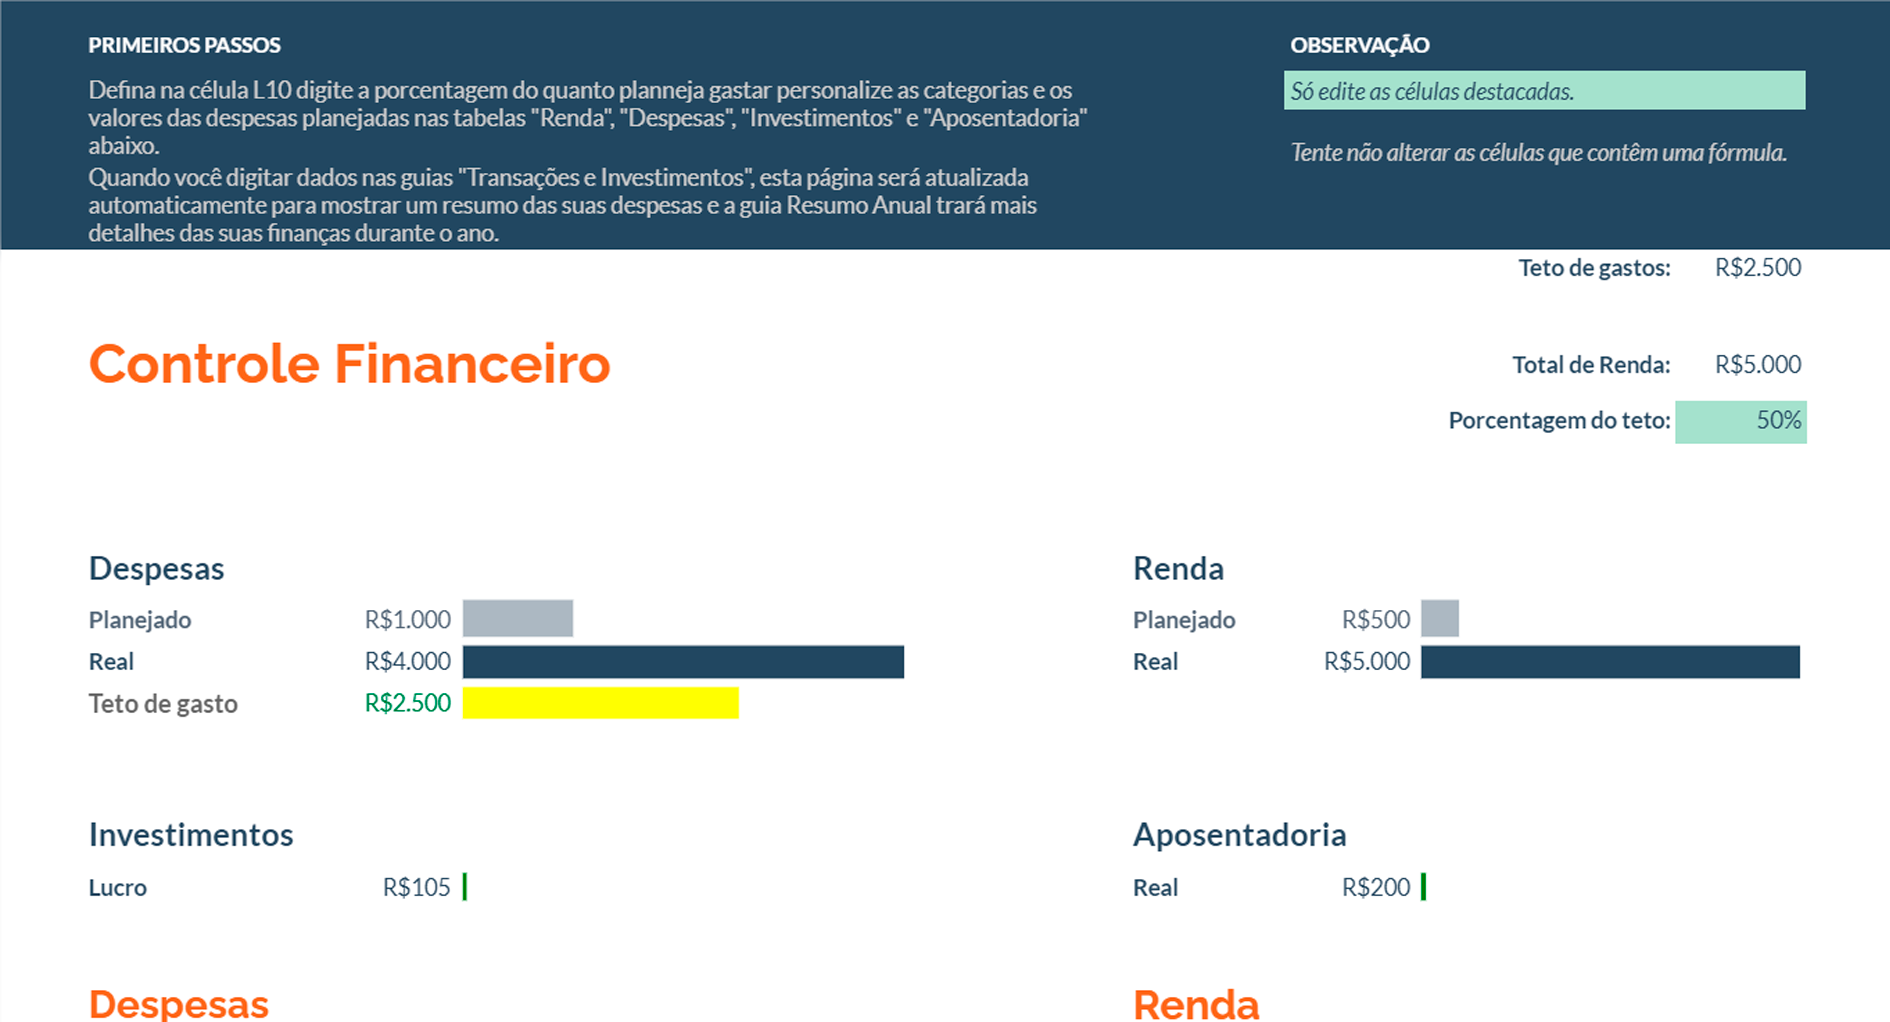 PRIMEIROS PASSOS
Defina na célula L10 digite a porcentagem do quanto planneja gastar personalize as categorias e os
valores das despesas planejadas nas tabelas "Renda", "Despesas", "Investimentos" e "Aposentadoria"
abaixo.
Quando você digitar dados nas guias "Transações e Investimentos", esta página será atualizada
automaticamente para mostrar um resumo das suas despesas e a guia Resumo Anual trará mais
detalhes das suas finanças durante o ano.
OBSERVAÇÃO
Só edite as células destacadas.
Tente não alterar as células que contêm uma fórmula.
Teto de gastos: R$2.500
Controle Financeiro
Total de Renda: R$5.000
Porcentagem do teto: 50%
Despesas
Planejado R$1.000
Real R$4.000
Teto de gasto R$2.500
Renda
Planejado R$500
Real R$5.000
Investimentos
Lucro R$105
Aposentadoria
Real R$200
Despesas
Renda